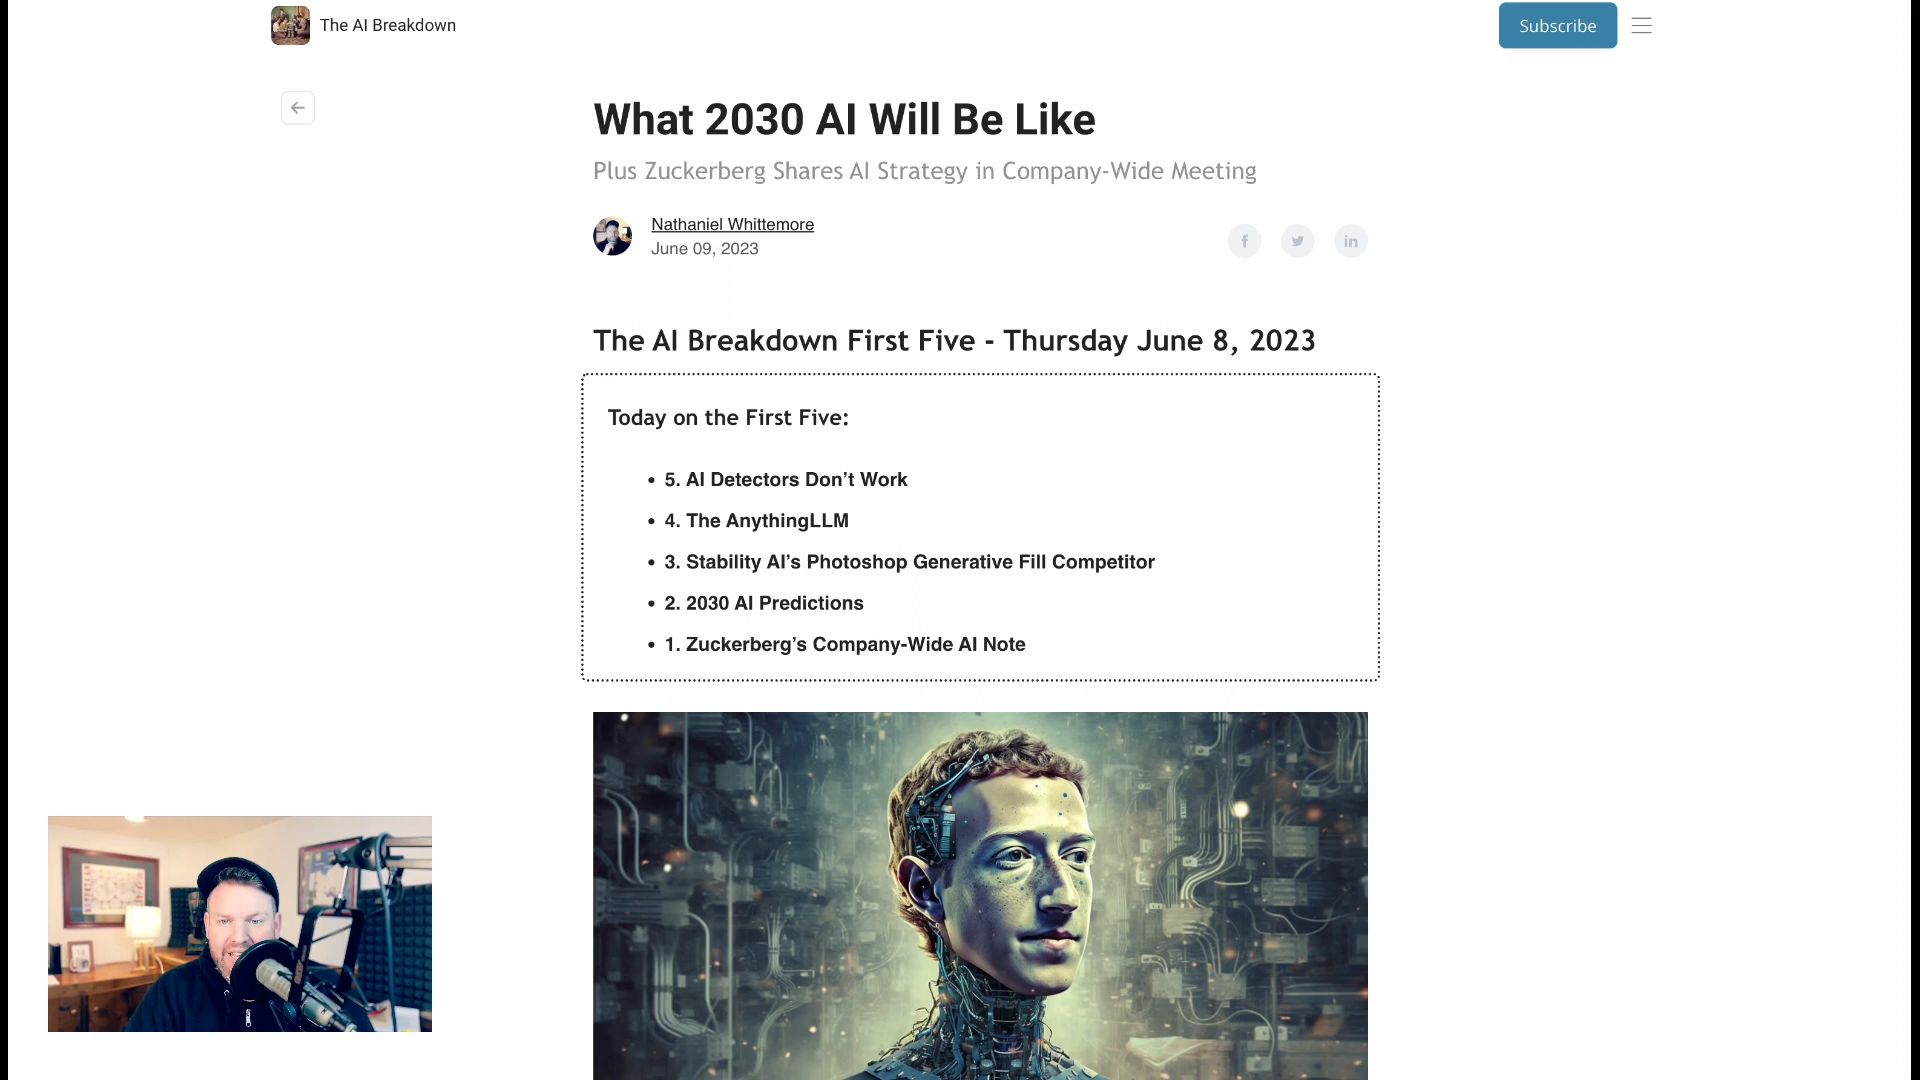 The AI Breakdown
Subscribe
What 2030 AI Will Be Like
Plus Zuckerberg Shares AI Strategy in Company-Wide Meeting
Nathaniel Whittemore
June 09, 2023
The AI Breakdown First Five - Thursday June 8, 2023
Today on the First Five:
• 5. AI Detectors Don’t Work
• 4. The AnythingLLM
• 3. Stability AI’s Photoshop Generative Fill Competitor
• 2. 2030 AI Predictions
• 1. Zuckerberg’s Company-Wide AI Note